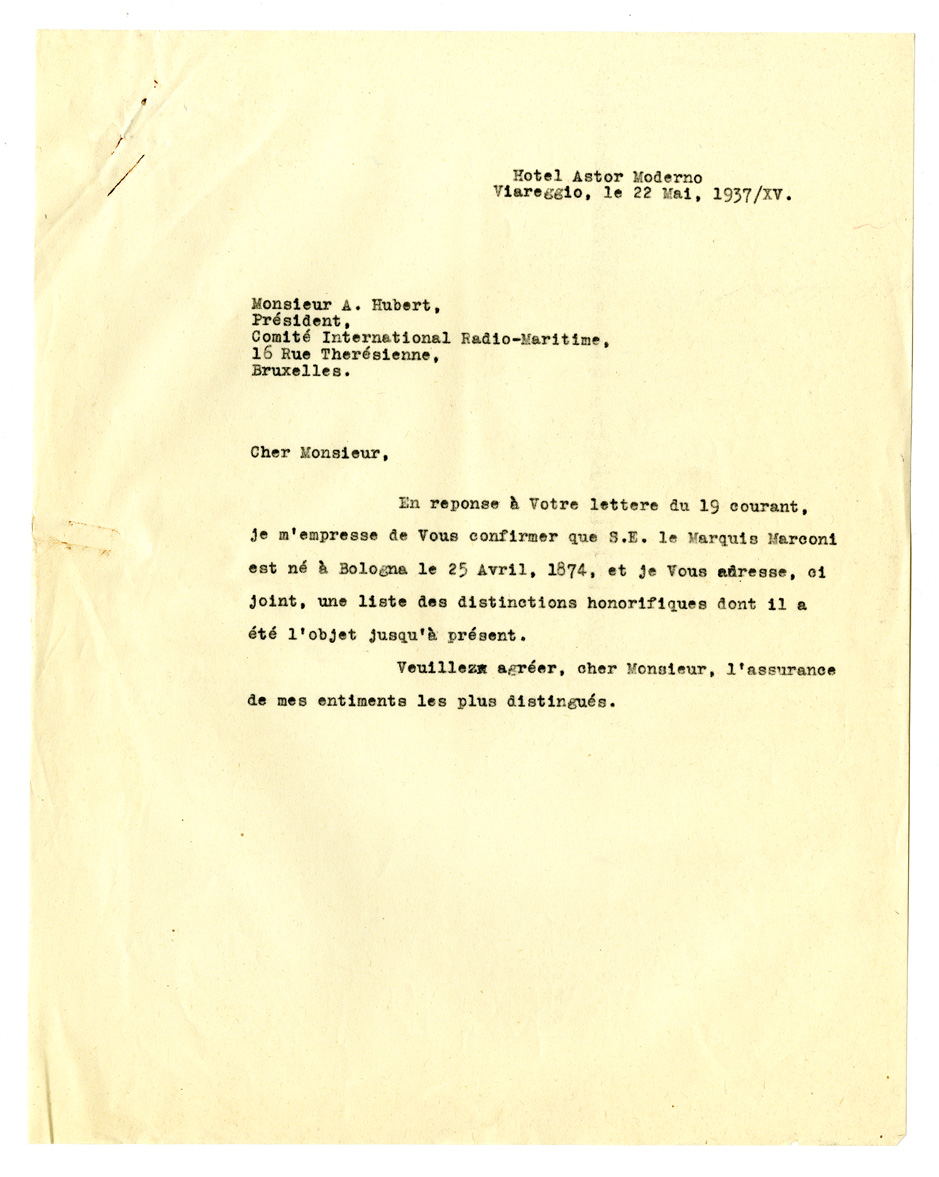 Hotel Astor Moderno
Viareggio, le 22 Mai, 1937/XV.
Monsieur A. Hubert,
Président,
Comité International Radio-Maritime,
16 Rue Therésienne,
Bruxelles.
Cher Monsieur,
En reponse à Votre lettere du 19 courant,
je m'empresse de Vous confirmer que S.E. le Marquis Marconi
est né à Bologna le 25 Avril, 1874, et je Vous adresse, ci
joint, une liste des distinctions honorifiques dont il a
été l'objet jusqu'à présent.
Veuillez agréer, cher Monsieur, l'assurance
de mes entiments les plus distingués.